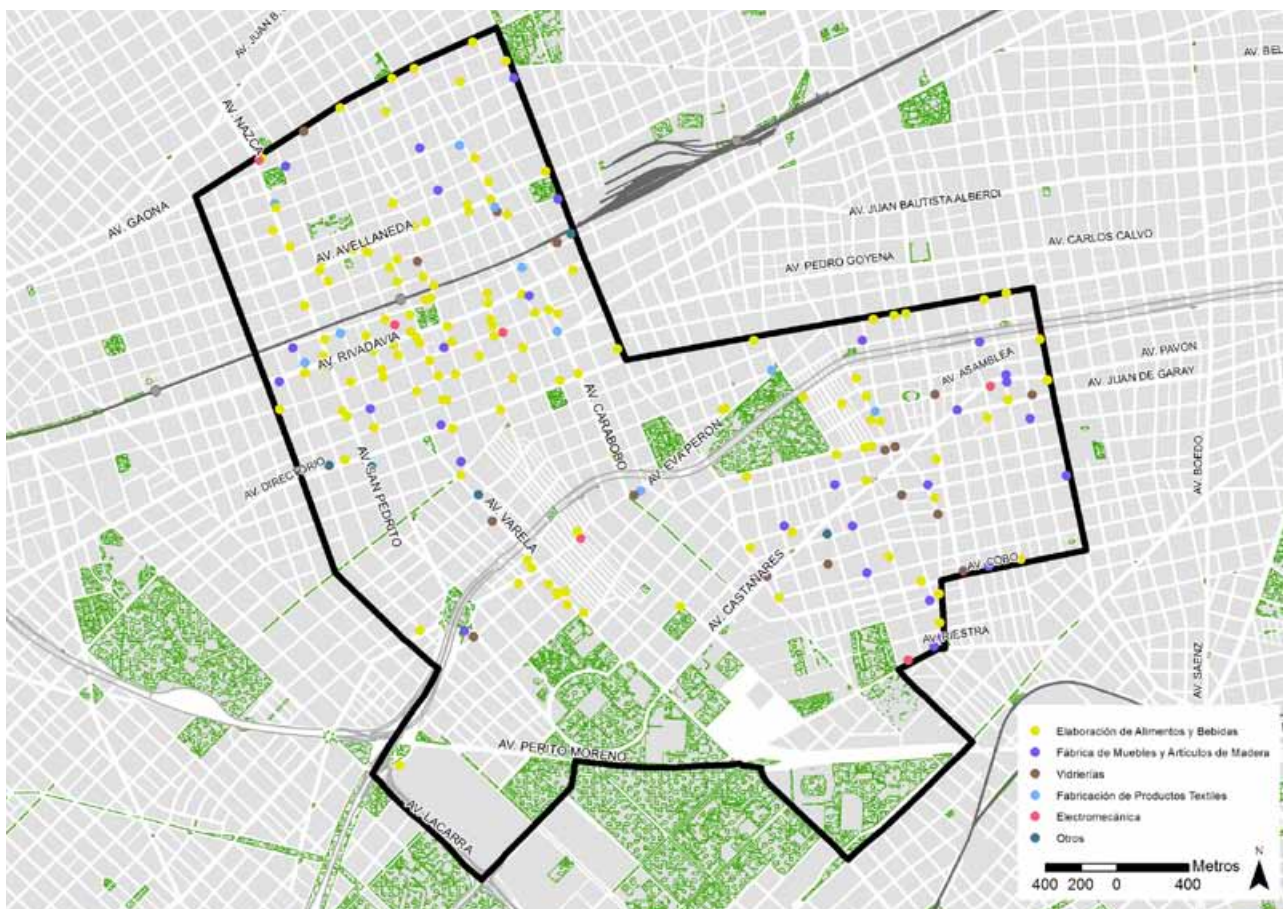 AV. JUAN B.
AV. BEL
AV. NAZCA
AV. GAONA
AV. JUAN BAUTISTA ALBERDI
AV. AVELLANEDA
AV. CARLOS CALVO
AV. PEDRO GOYENA
AV. RIVADAVIA
AV. PAVON
AV. ASAMBLEA
AV. JUAN DE GARAY
AV. CARABOBO
AV. EVA PERON
AV. BOEDO
AV. DIRECTORIO
AV. SAN PEDRITO
AV. VARELA
AV. COBO
AV. CASTAÑARES
AV. RIESTRA
AV. SAENZ
AV. PERITO MORENO
AV. LACARRA
Elaboración de Alimentos y Bebidas
Fábrica de Muebles y Artículos de Madera
Vidrierías
Fabricación de Productos Textiles
Electromecánica
Otros
N
Metros
400 200 0 400